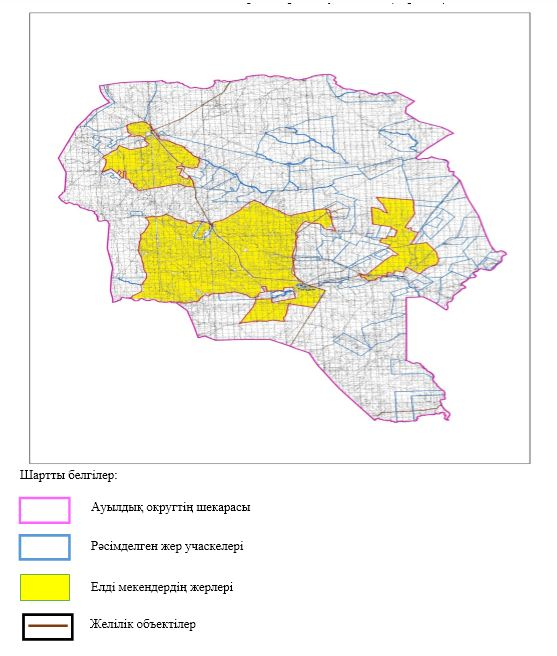 Шартты белгілер:
Ауылдық округтің шекарасы
Рәсімделген жер учаскелері
Елді мекендердің жерлері
Желілік объектілер